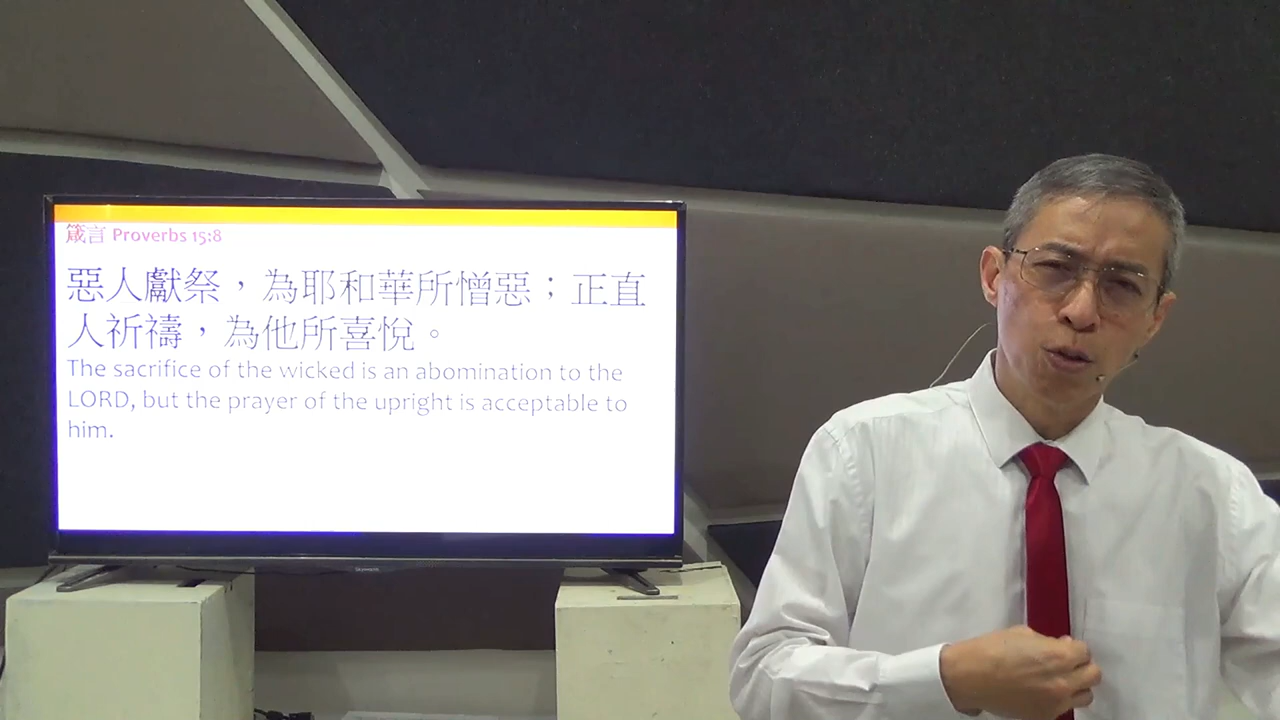 箴言 Proverbs 15:8
惡人獻祭，為耶和華所憎惡；正直
人祈禱，為他所喜悅。
The sacrifice of the wicked is an abomination to the
LORD, but the prayer of the upright is acceptable to
him.
Skyworth